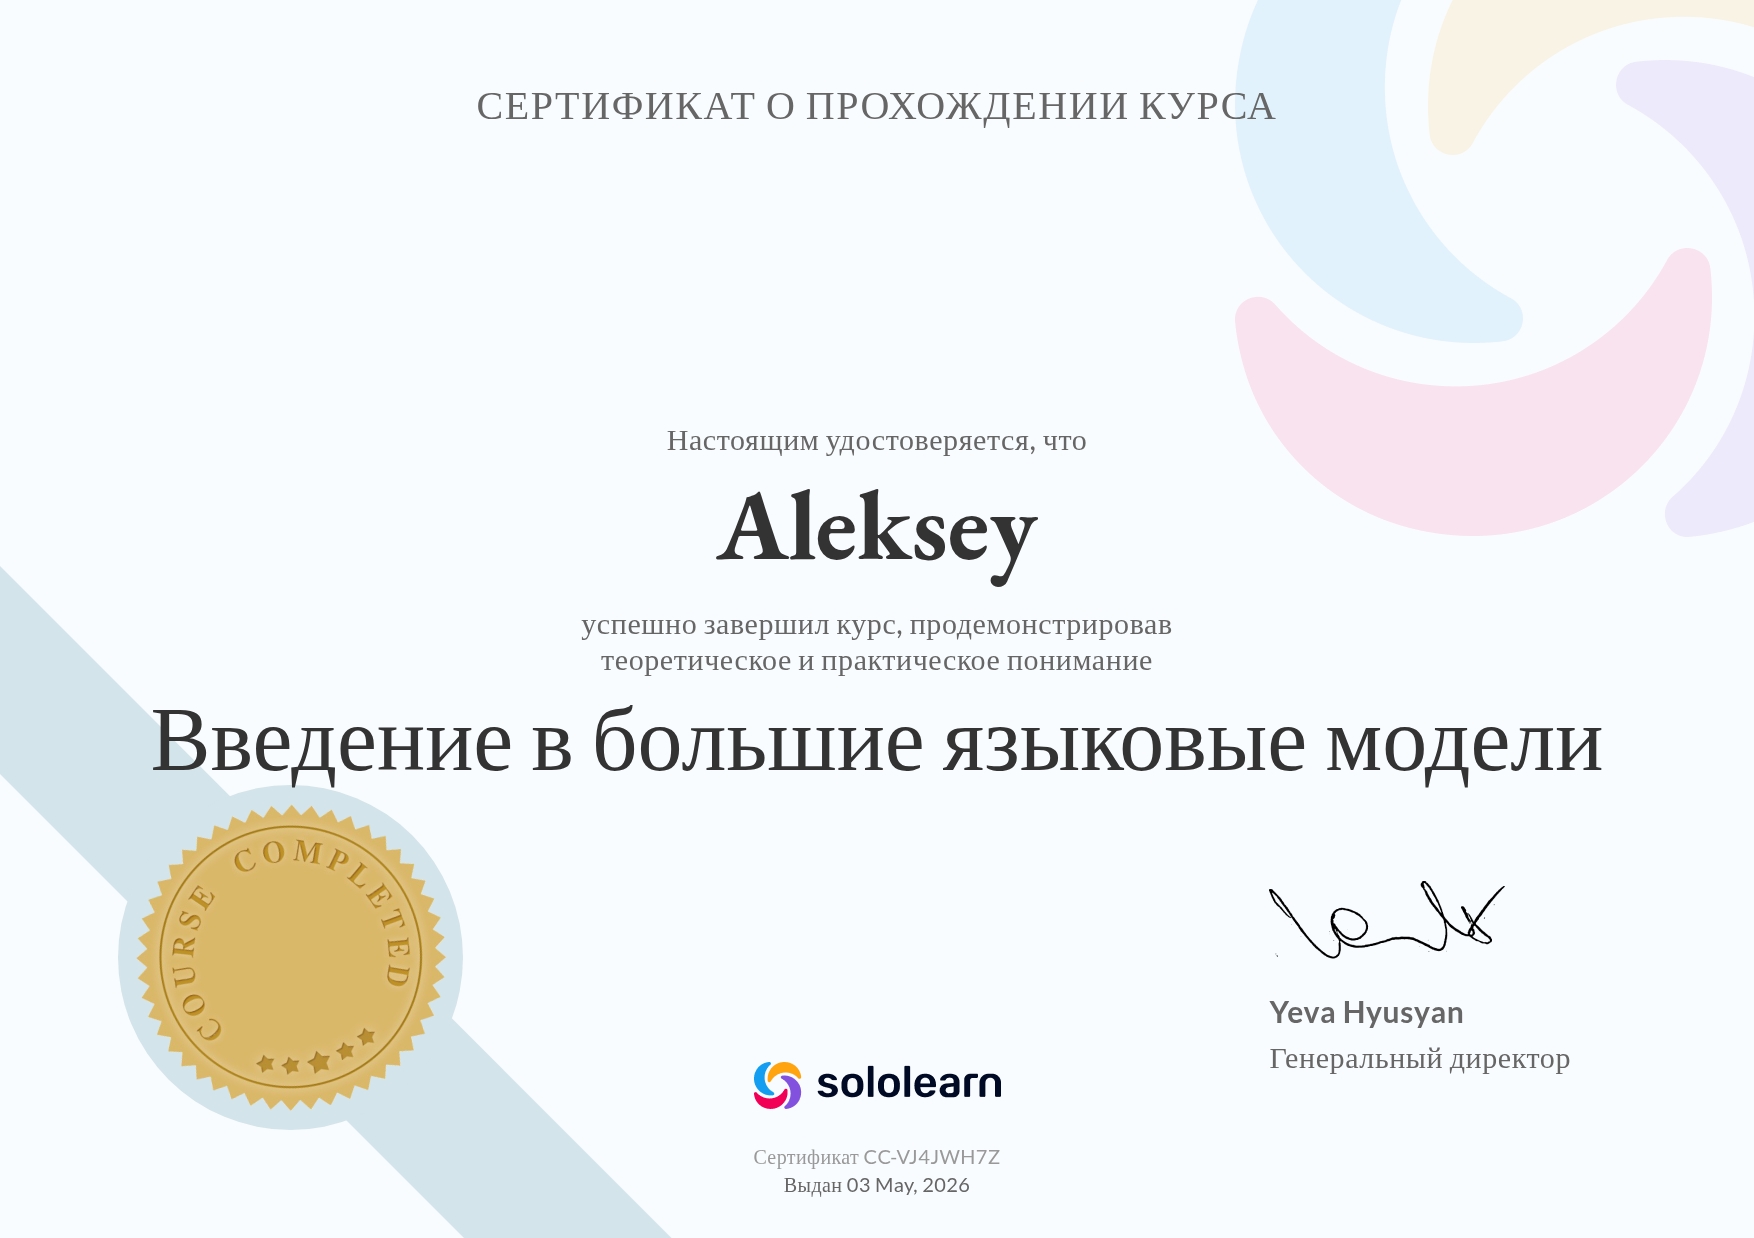 СЕРТИФИКАТ О ПРОХОЖДЕНИИ КУРСА
Настоящим удостоверяется, что
Aleksey
успешно завершил курс, продемонстрировав
теоретическое и практическое понимание
Введение в большие языковые модели
COURSE COMPLETED
Yeva Hyusyan
Генеральный директор
sololearn
Сертификат CC-VJ4JWH7Z
Выдан 03 May, 2026